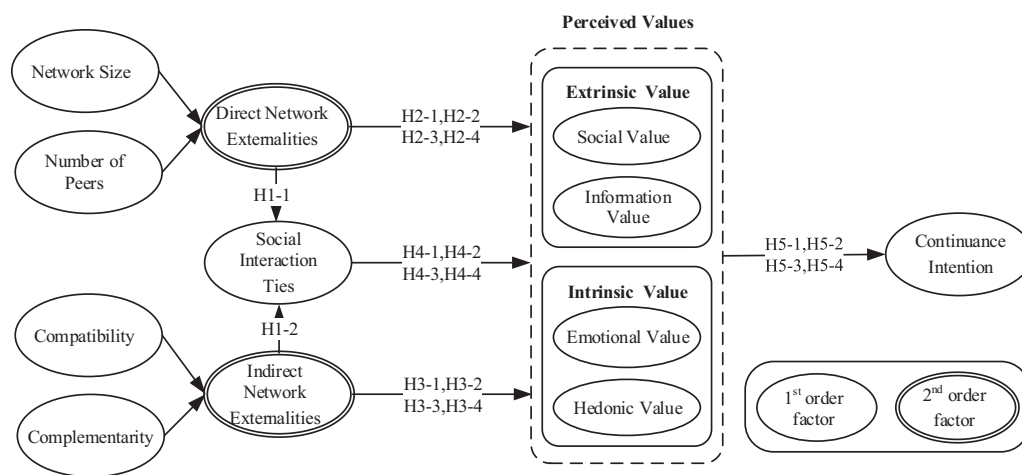 Perceived Values
Network Size
Number of
Peers
Direct Network
Externalities
H2-1,H2-2
H2-3,H2-4
Extrinsic Value
Social Value
Information
Value
H1-1
Social
Interaction
Ties
H4-1,H4-2
H4-3,H4-4
H5-1,H5-2
H5-3,H5-4
Continuance
Intention
Intrinsic Value
Emotional Value
Hedonic Value
H1-2
Compatibility
Complementarity
Indirect
Network
Externalities
H3-1,H3-2
H3-3,H3-4
1st order
factor
2nd order
factor